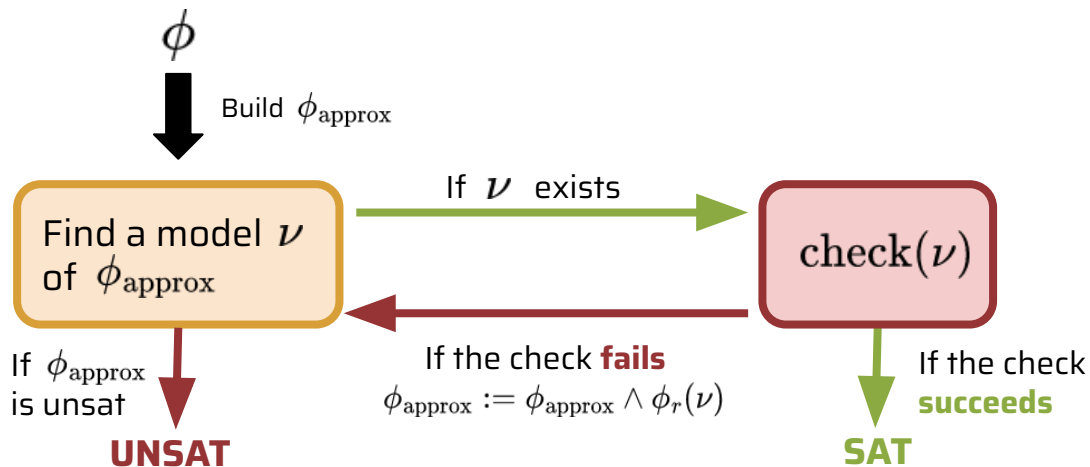 ϕ
Build ϕ_approx
Find a model ν
of ϕ_approx
If ν exists
check(ν)
If the check fails
ϕ_approx := ϕ_approx ∧ ϕ_r(ν)
If ϕ_approx
is unsat
UNSAT
If the check
succeeds
SAT